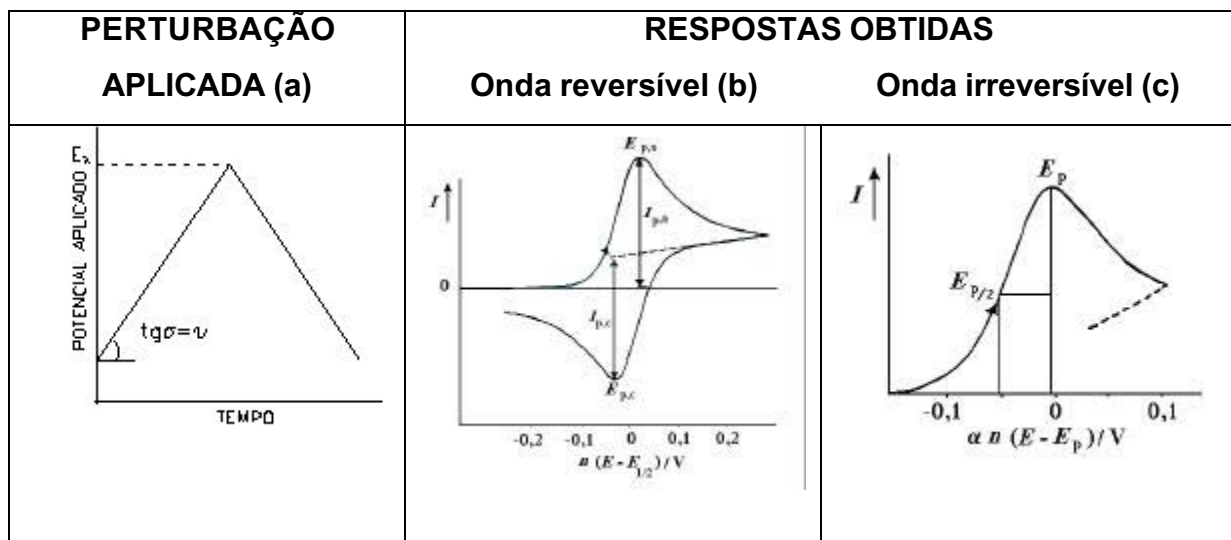 PERTURBAÇÃO
APLICADA (a)
RESPOSTAS OBTIDAS
Onda reversível (b)
Onda irreversível (c)
POTENCIAL APLICADO
tgσ=υ
TEMPO
E p,a
I
I p,a
0
I p,c
E p,c
-0,2 -0,1 0 0,1 0,2
n (E - E1/2) / V
E p
I
E p/2
-0,1 0 0,1
α n (E - Ep) / V